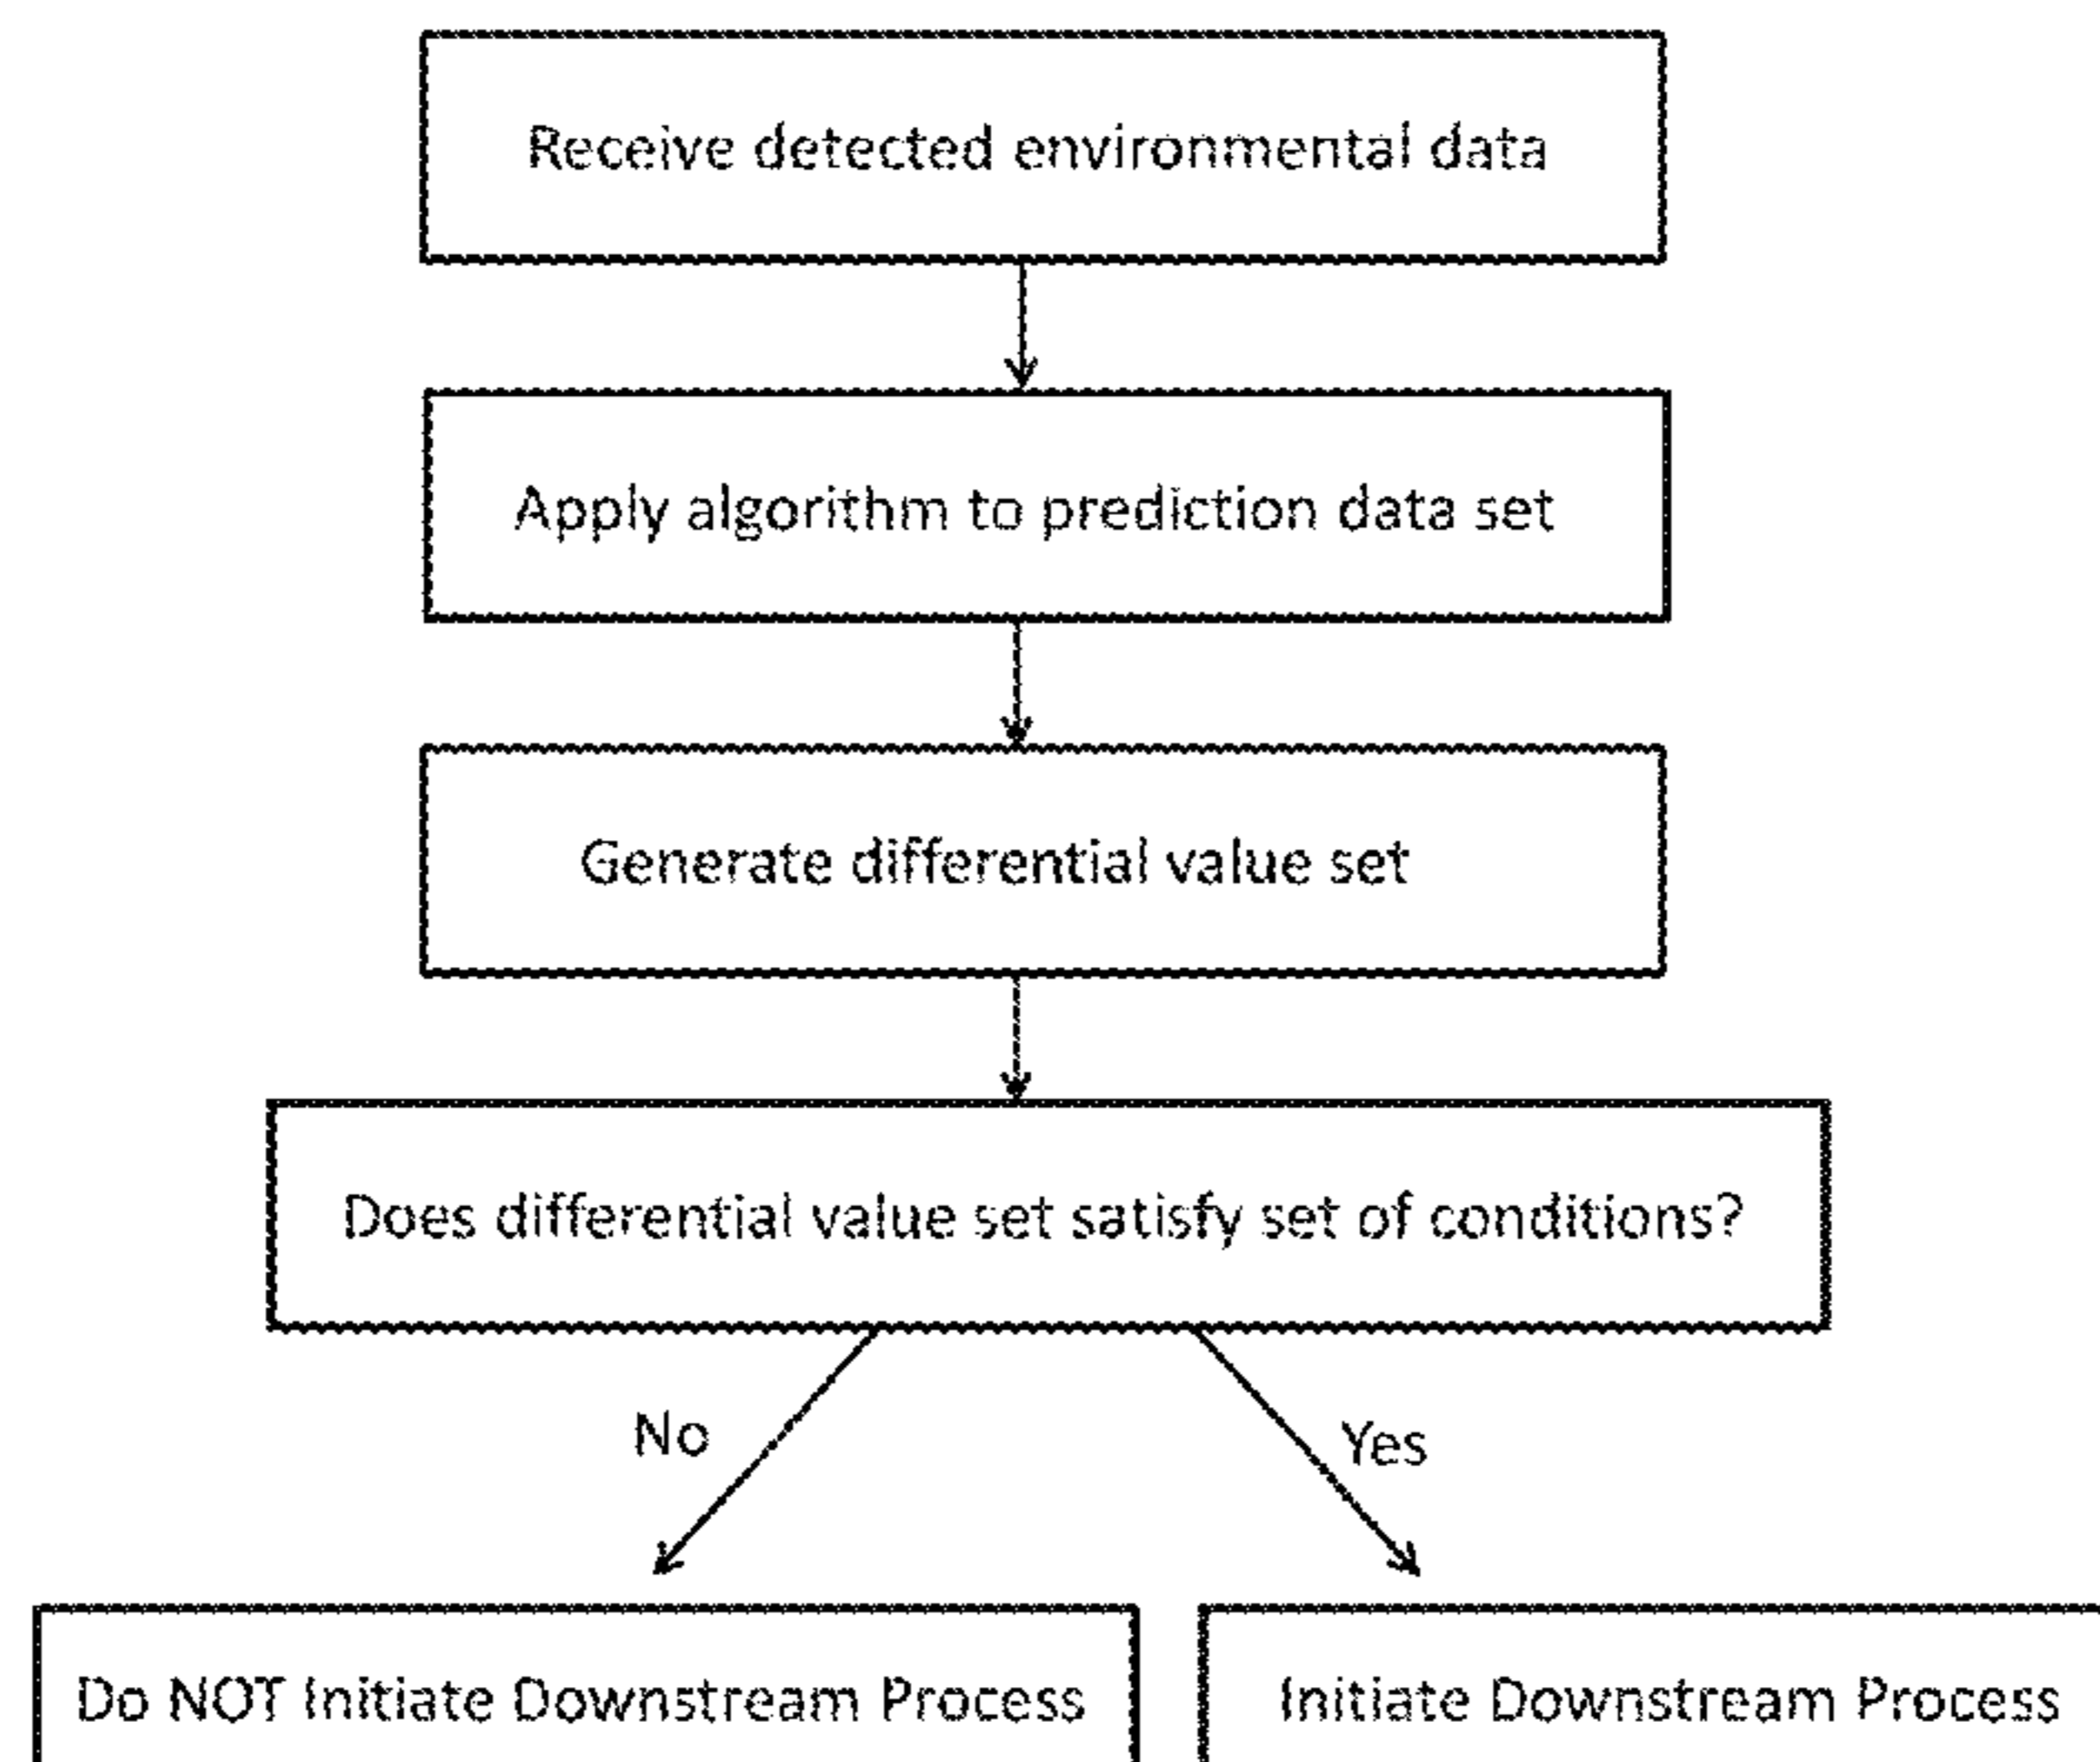 Receive detected environmental data
Apply algorithm to prediction data set
Generate differential value set
Does differential value set satisfy set of conditions?
No
Yes
Do NOT Initiate Downstream Process
Initiate Downstream Process